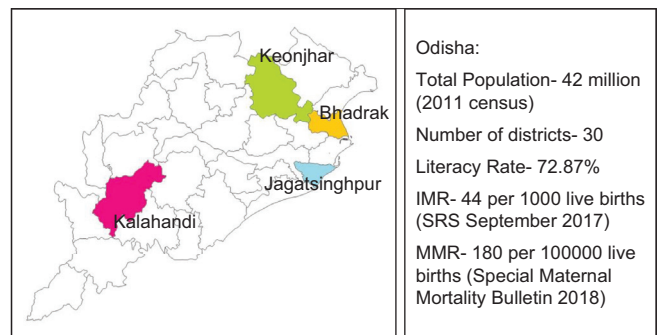 Keonjhar
Bhadrak
Jagatsinghpur
Kalahandi
Odisha:
Total Population- 42 million
(2011 census)
Number of districts- 30
Literacy Rate- 72.87%
IMR- 44 per 1000 live births
(SRS September 2017)
MMR- 180 per 100000 live
births (Special Maternal
Mortality Bulletin 2018)